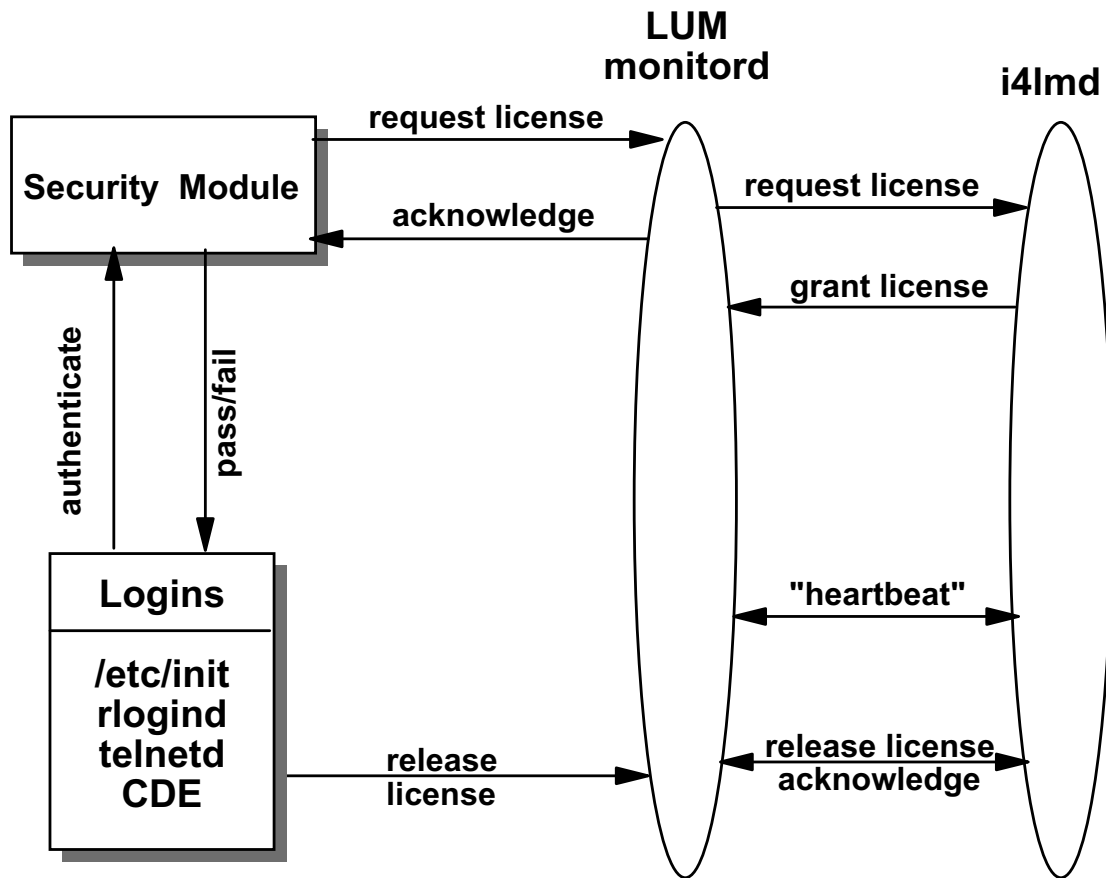 LUM
monitord
i4lmd
request license
Security Module
request license
acknowledge
grant license
authenticate
pass/fail
Logins
"heartbeat"
/etc/init
rlogind
telnetd
CDE
release
license
release license
acknowledge